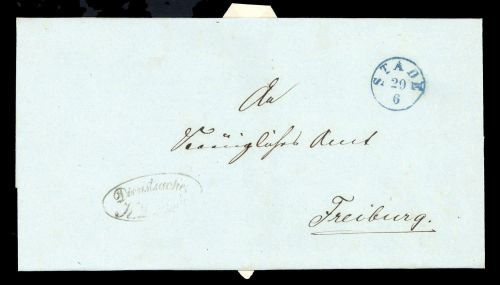 STADE
29
6
An
Königliches Amt
Dienstsache
Freiburg.